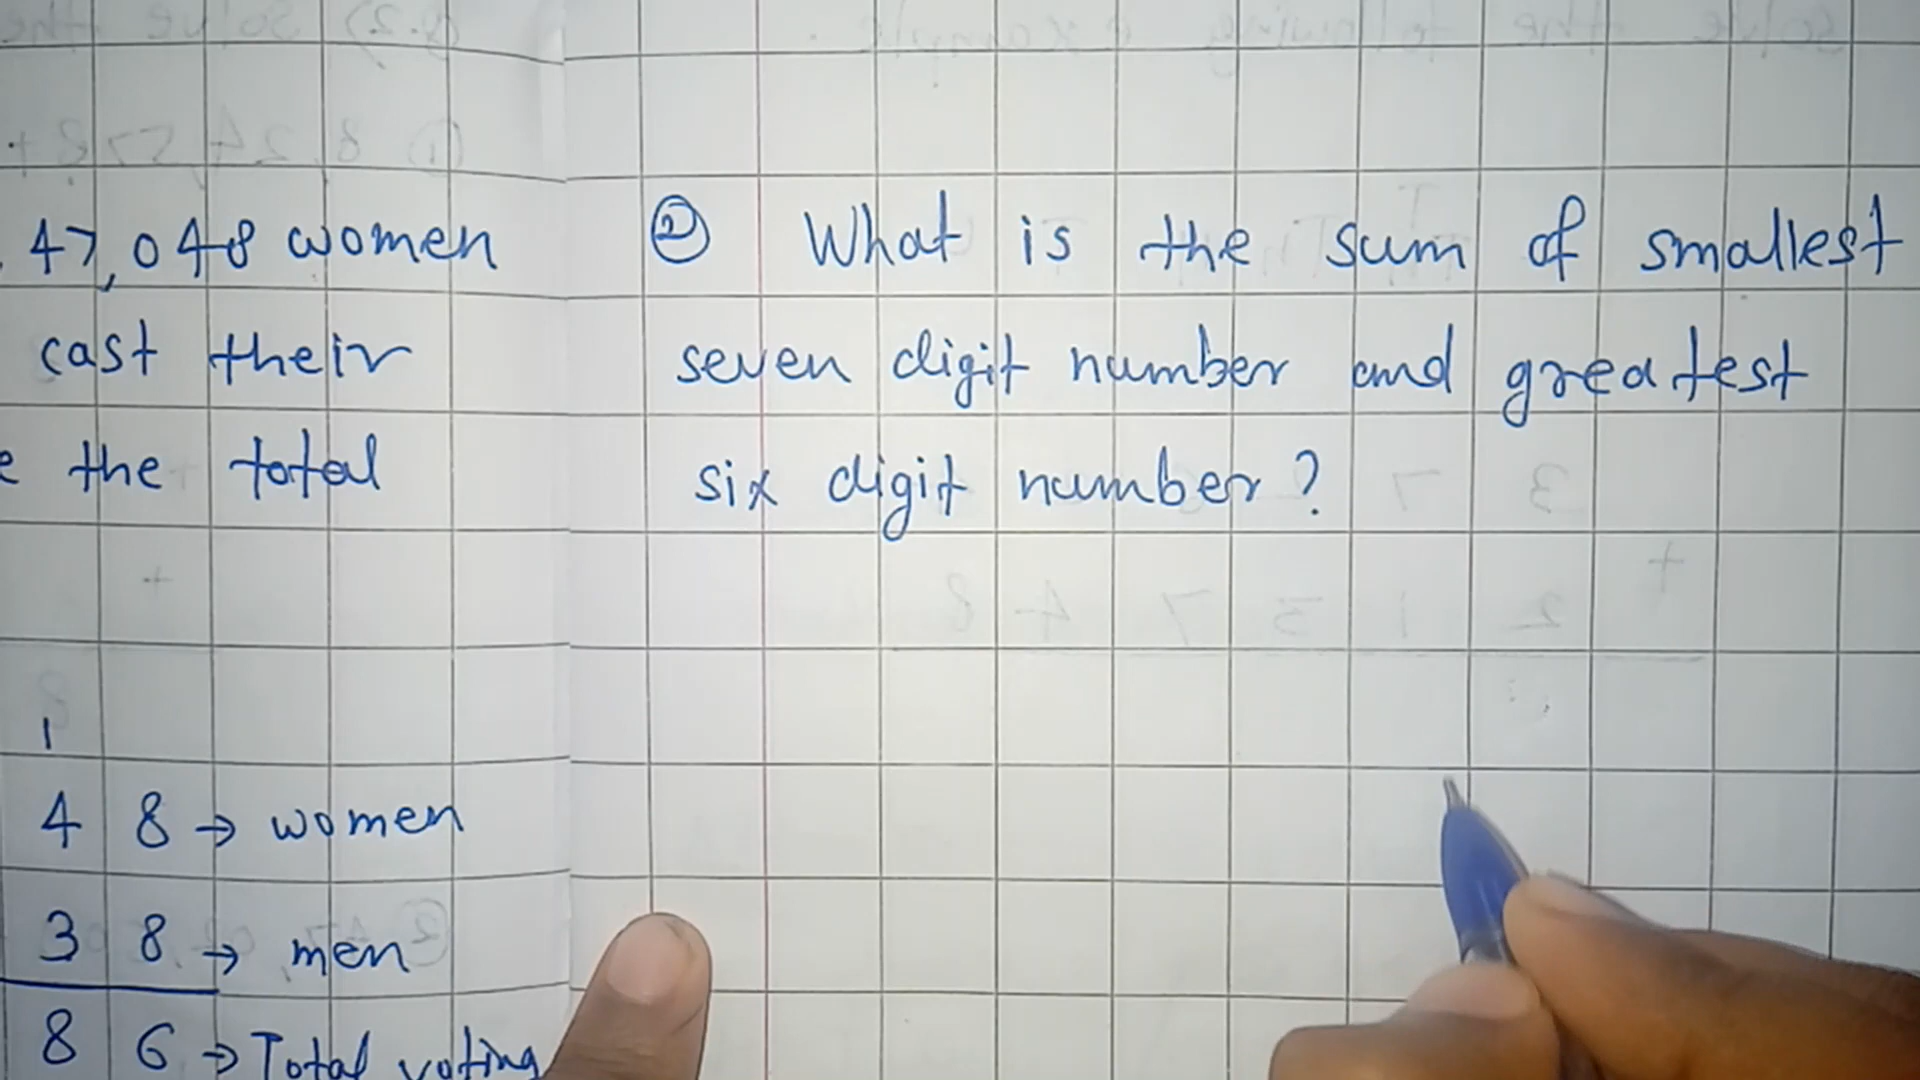 47,048 women
cast their
e the total
1
4 8 → women
3 8 → men
8 6 → Total voting
② What is the sum of smallest
seven digit number and greatest
six digit number?